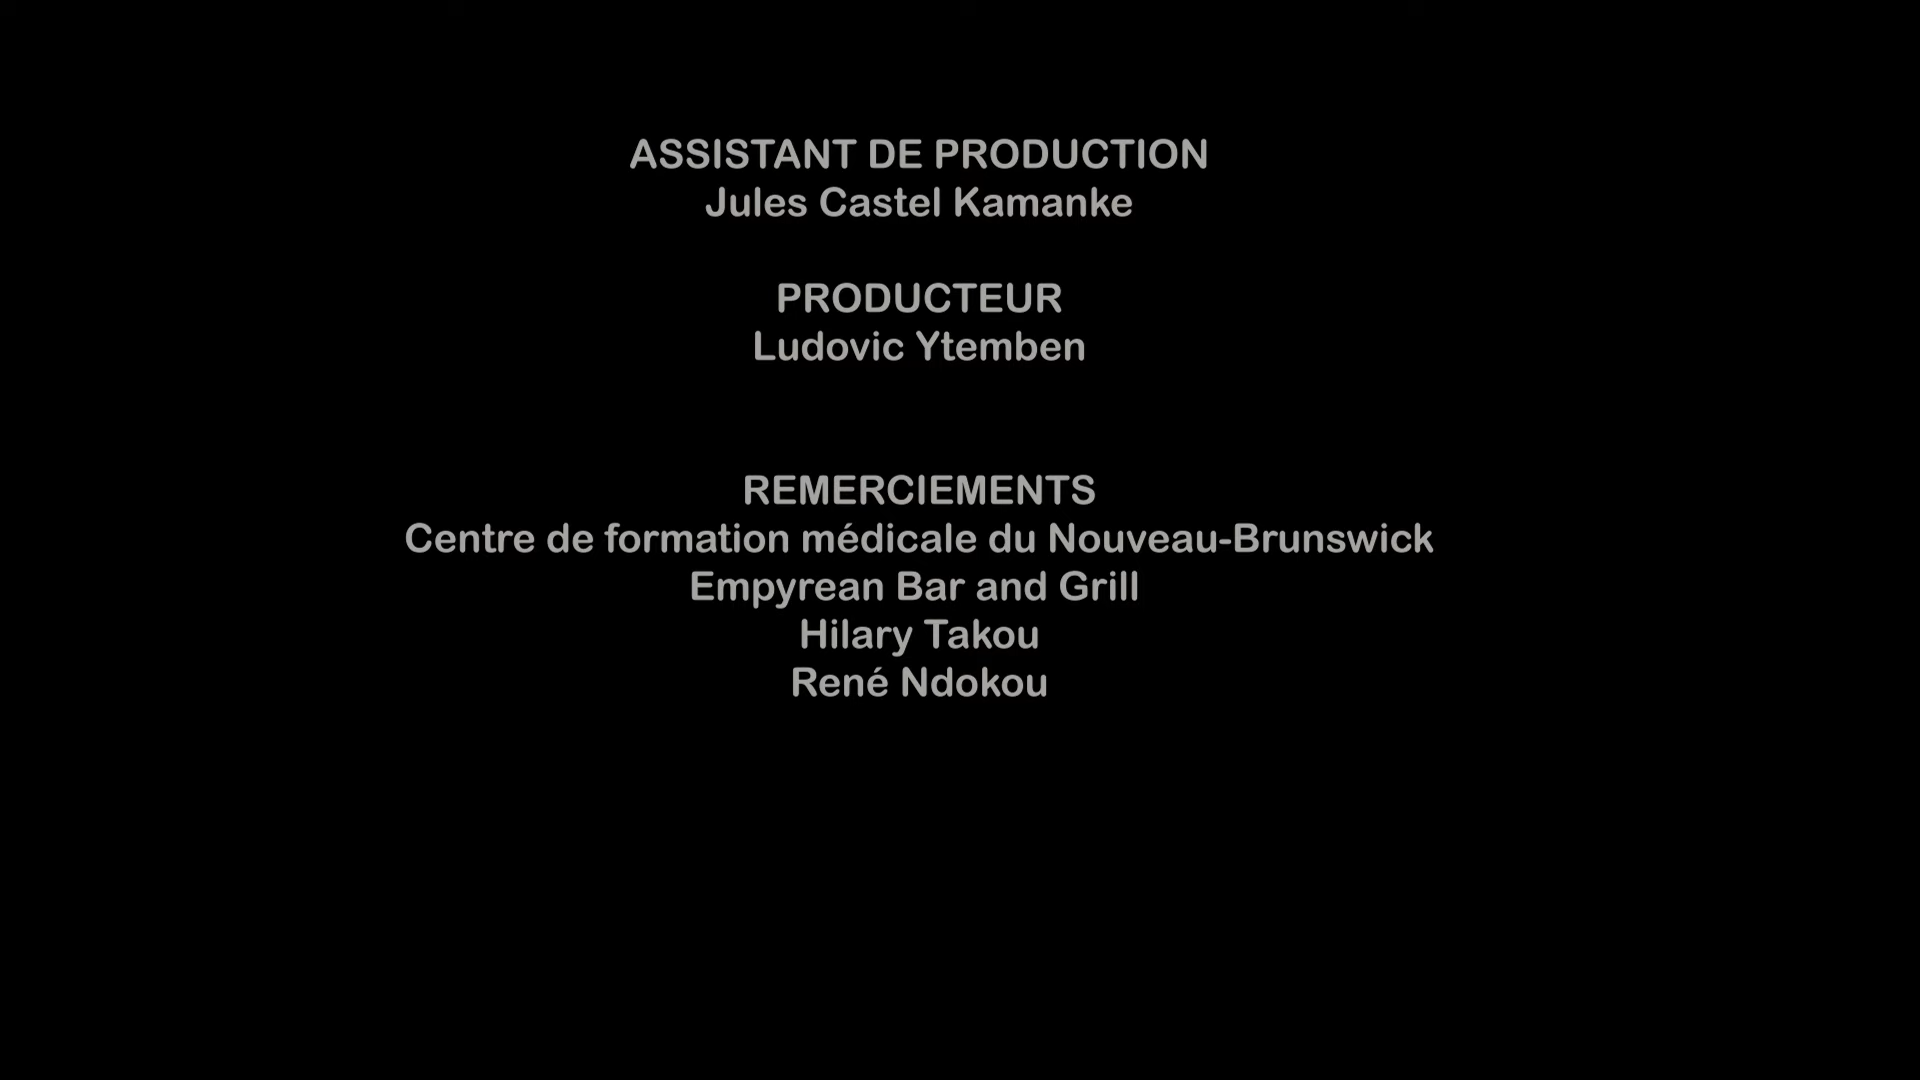 ASSISTANT DE PRODUCTION
Jules Castel Kamanke
PRODUCTEUR
Ludovic Ytemben
REMERCIEMENTS
Centre de formation médicale du Nouveau-Brunswick
Empyrean Bar and Grill
Hilary Takou
René Ndokou